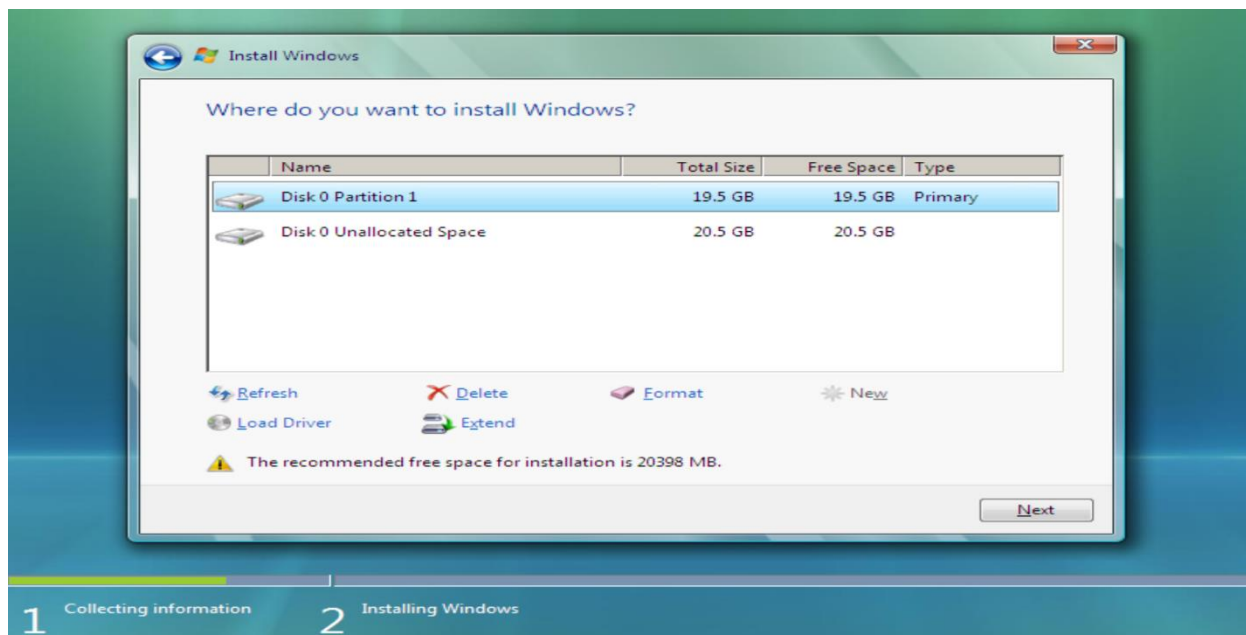 Install Windows
Where do you want to install Windows?
Name Total Size Free Space Type
Disk 0 Partition 1 19.5 GB 19.5 GB Primary
Disk 0 Unallocated Space 20.5 GB 20.5 GB
Refresh Delete Format New
Load Driver Extend
The recommended free space for installation is 20398 MB.
Next
1 Collecting information 2 Installing Windows